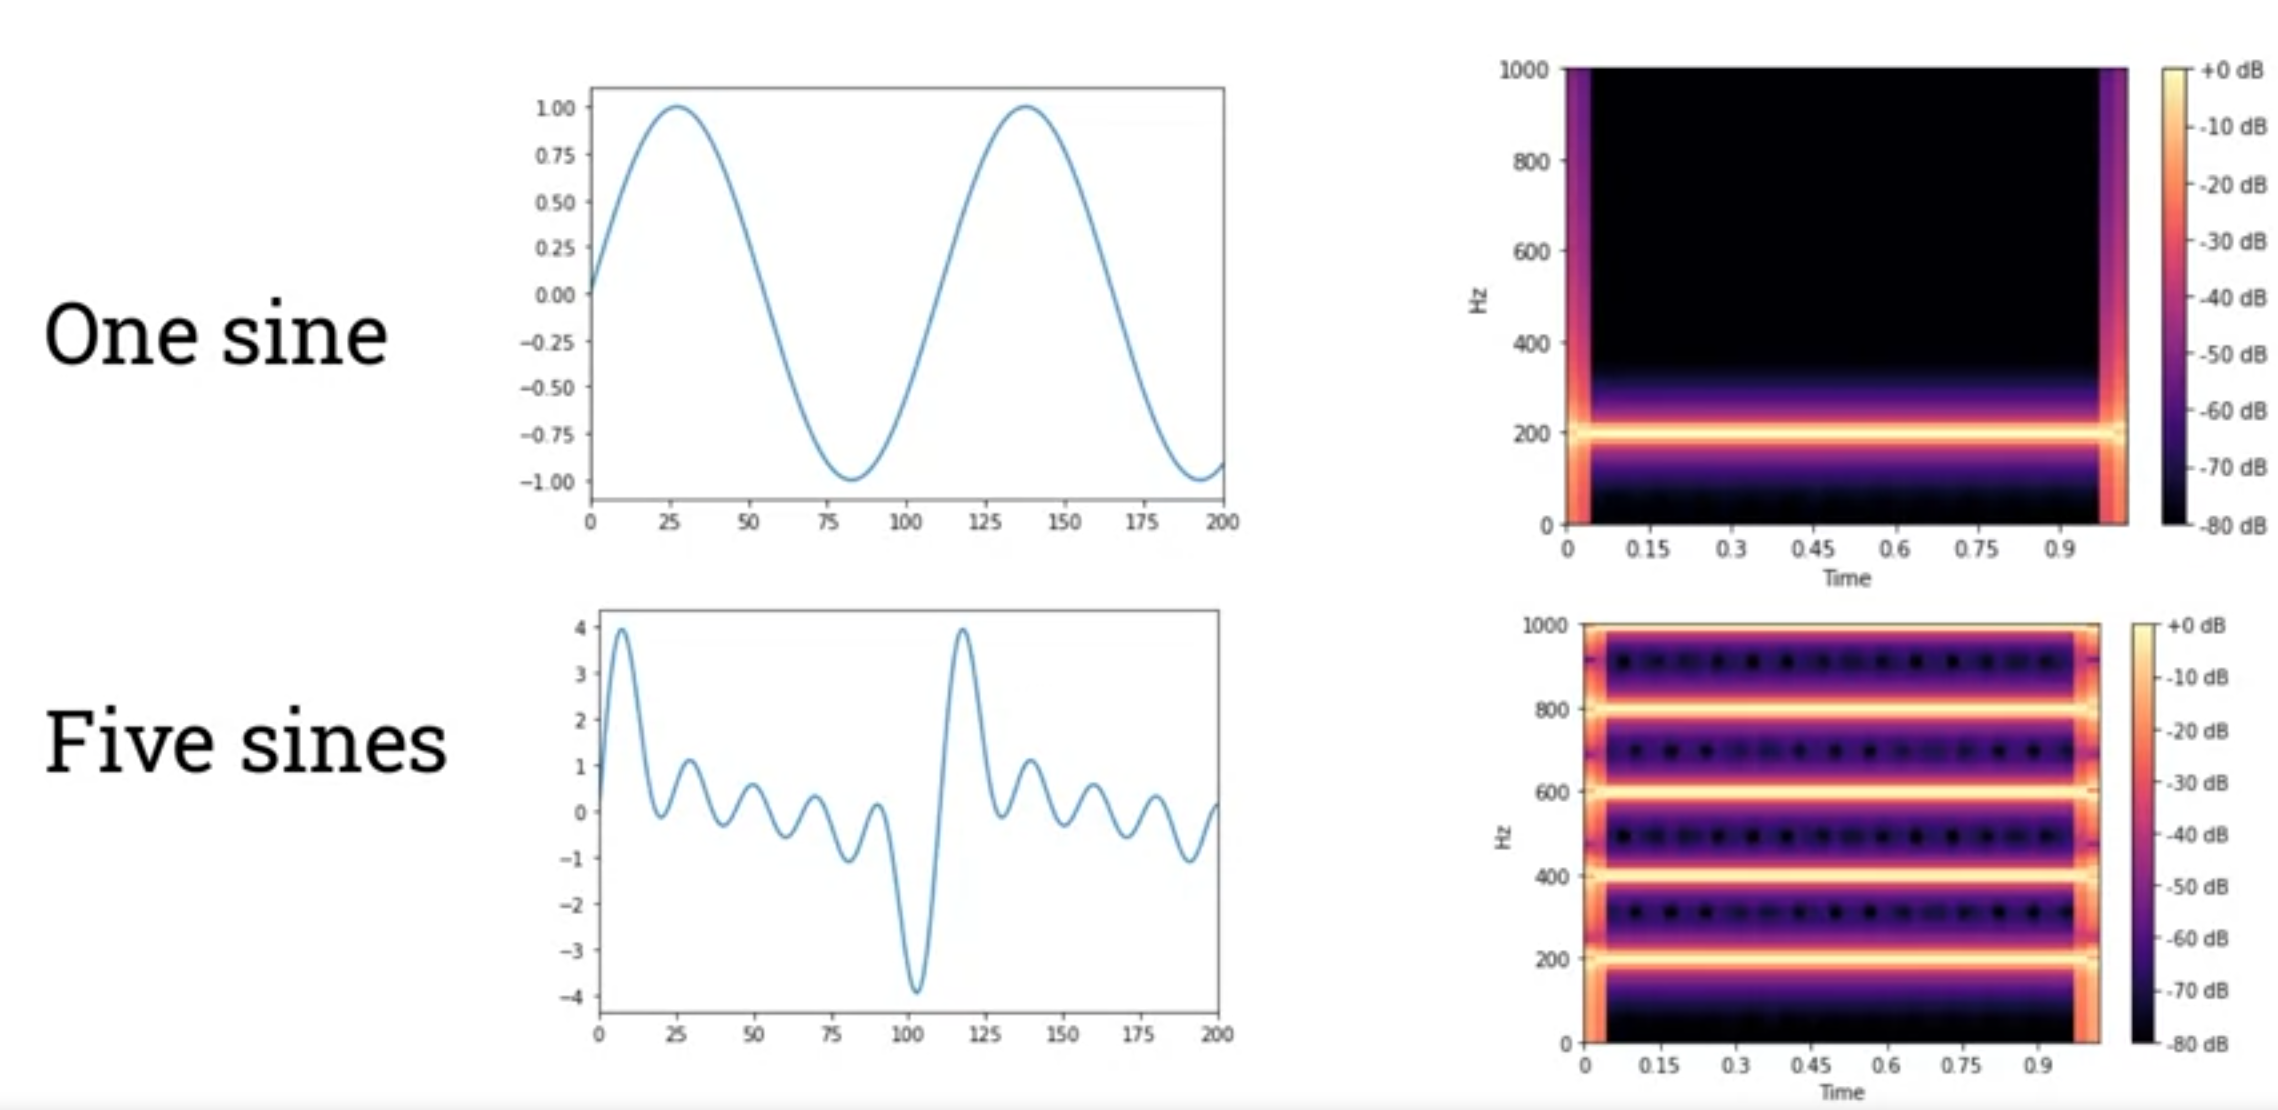 One sine
1.00
0.75
0.50
0.25
0.00
−0.25
−0.50
−0.75
−1.00
0 25 50 75 100 125 150 175 200
1000
800
600
400
200
0
Hz
0 0.15 0.3 0.45 0.6 0.75 0.9
Time
+0 dB
-10 dB
-20 dB
-30 dB
-40 dB
-50 dB
-60 dB
-70 dB
-80 dB
Five sines
4
3
2
1
0
−1
−2
−3
−4
0 25 50 75 100 125 150 175 200
1000
800
600
400
200
0
Hz
0 0.15 0.3 0.45 0.6 0.75 0.9
Time
+0 dB
-10 dB
-20 dB
-30 dB
-40 dB
-50 dB
-60 dB
-70 dB
-80 dB